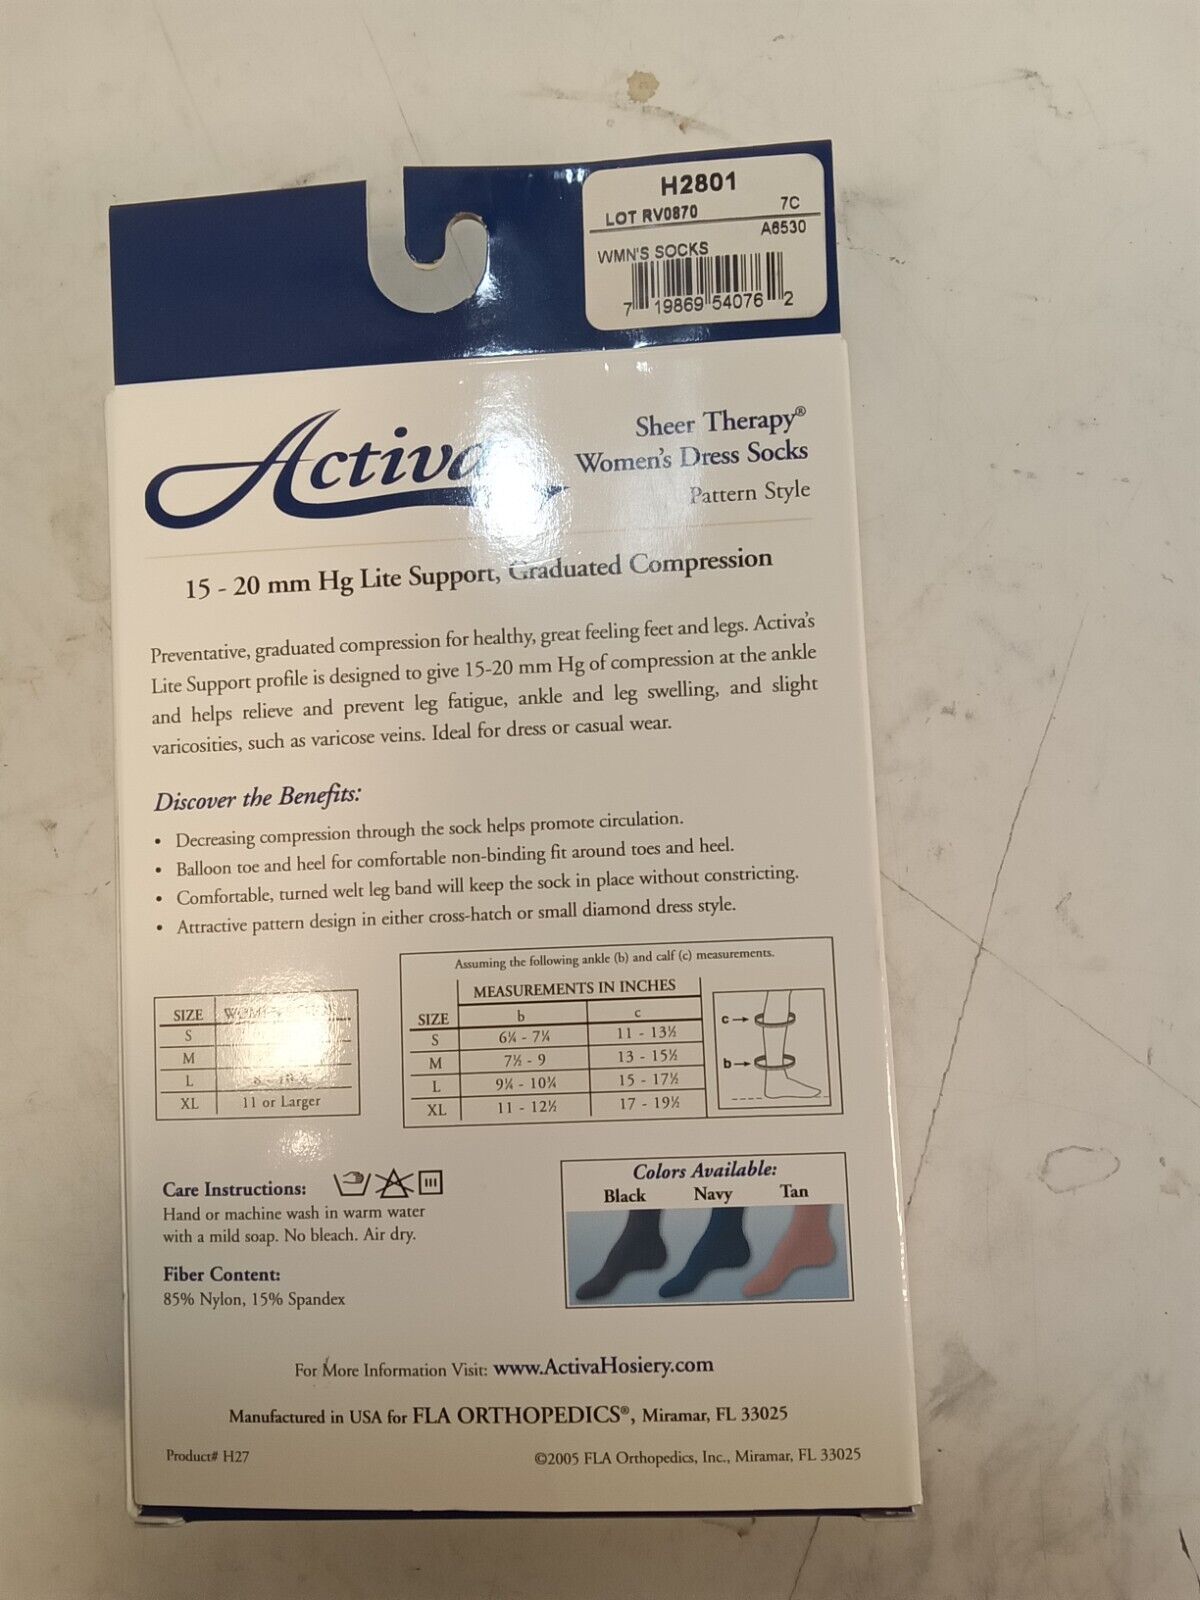 H2801
LOT RV0870 7C
A6530
WMN'S SOCKS
7 19869 54076 2
Activa
Sheer Therapy®
Women's Dress Socks
Pattern Style
15 - 20 mm Hg Lite Support, Graduated Compression
Preventative, graduated compression for healthy, great feeling feet and legs. Activa's
Lite Support profile is designed to give 15-20 mm Hg of compression at the ankle
and helps relieve and prevent leg fatigue, ankle and leg swelling, and slight
varicosities, such as varicose veins. Ideal for dress or casual wear.
Discover the Benefits:
• Decreasing compression through the sock helps promote circulation.
• Balloon toe and heel for comfortable non-binding fit around toes and heel.
• Comfortable, turned welt leg band will keep the sock in place without constricting.
• Attractive pattern design in either cross-hatch or small diamond dress style.
SIZE
S
M
L
XL 11 or Larger
Assuming the following ankle (b) and calf (c) measurements.
MEASUREMENTS IN INCHES
SIZE b c
S 6¼ - 7¼ 11 - 13½
M 7½ - 9 13 - 15½
L 9¼ - 10¾ 15 - 17½
XL 11 - 12½ 17 - 19½
c
b
Care Instructions:
Hand or machine wash in warm water
with a mild soap. No bleach. Air dry.
Fiber Content:
85% Nylon, 15% Spandex
Colors Available:
Black Navy Tan
For More Information Visit: www.ActivaHosiery.com
Manufactured in USA for FLA ORTHOPEDICS®, Miramar, FL 33025
Product# H27
©2005 FLA Orthopedics, Inc., Miramar, FL 33025